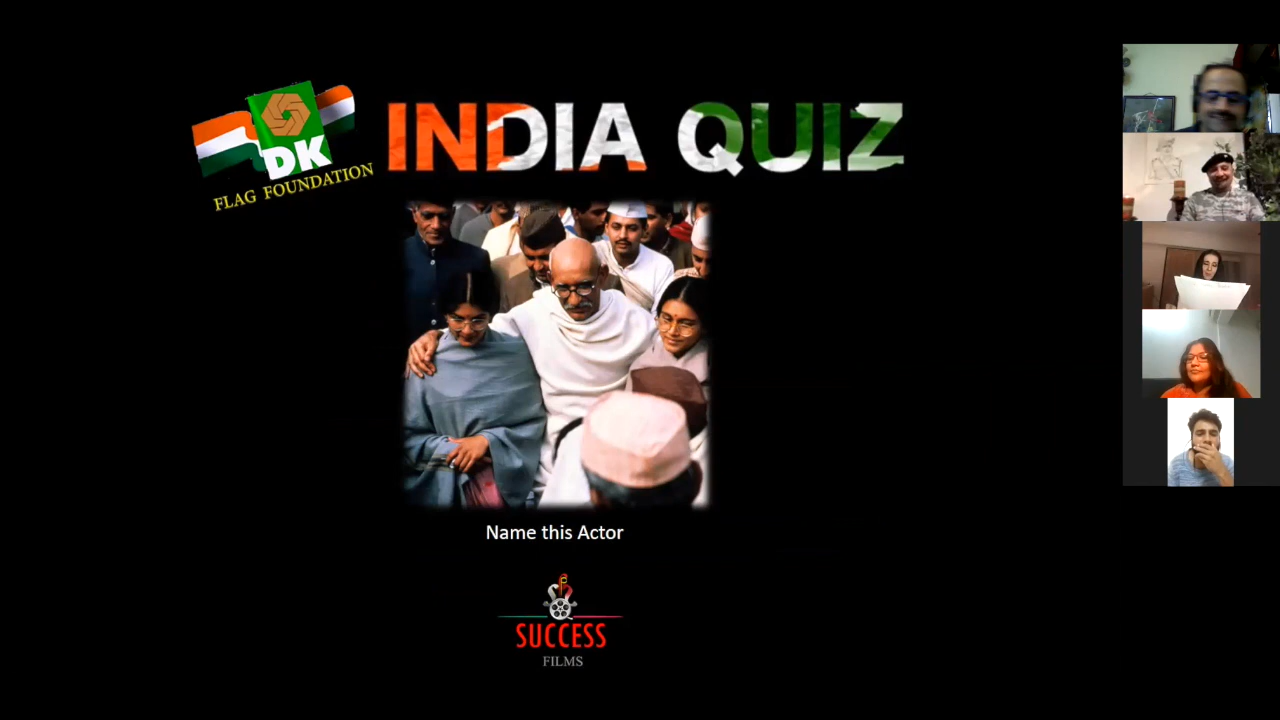 INDIA QUIZ
DK
FLAG FOUNDATION
Name this Actor
SUCCESS
FILMS